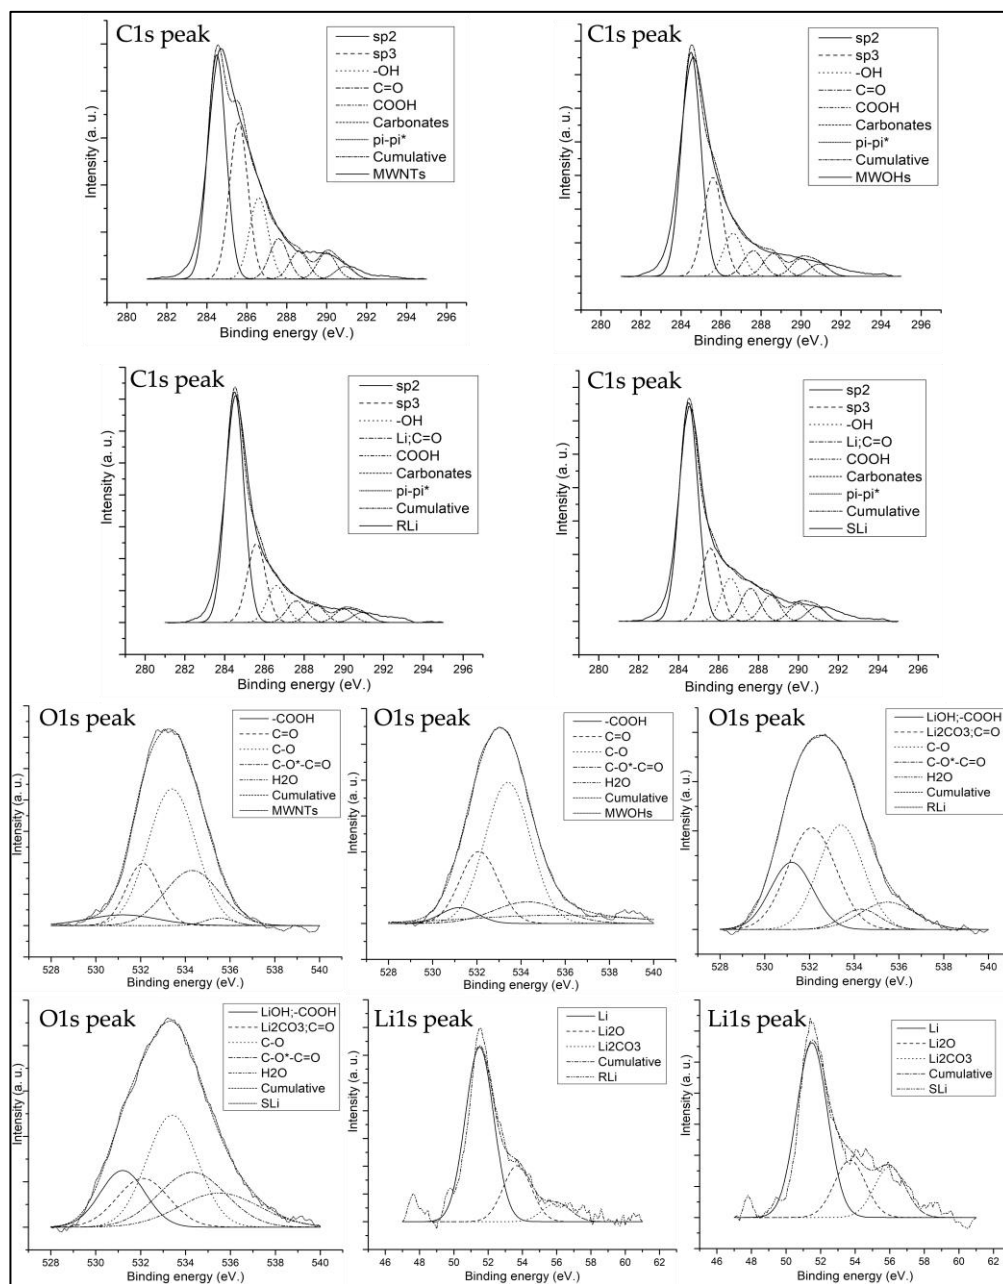 C1s peak
sp2
sp3
-OH
C=O
COOH
Carbonates
pi-pi*
Cumulative
MWNTs
Intensity (a. u.)
280 282 284 286 288 290 292 294 296
Binding energy (eV.)
C1s peak
sp2
sp3
-OH
C=O
COOH
Carbonates
pi-pi*
Cumulative
MWOHs
Intensity (a. u.)
280 282 284 286 288 290 292 294 296
Binding energy (eV.)
C1s peak
sp2
sp3
-OH
Li;C=O
COOH
Carbonates
pi-pi*
Cumulative
RLi
Intensity (a. u.)
280 282 284 286 288 290 292 294 296
Binding energy (eV.)
C1s peak
sp2
sp3
-OH
Li;C=O
COOH
Carbonates
pi-pi*
Cumulative
SLi
Intensity (a. u.)
280 282 284 286 288 290 292 294 296
Binding energy (eV.)
O1s peak
-COOH
C=O
C-O
C-O*-C=O
H2O
Cumulative
MWNTs
Intensity (a. u.)
528 530 532 534 536 538 540
Binding energy (eV.)
O1s peak
-COOH
C=O
C-O
C-O*-C=O
H2O
Cumulative
MWOHs
Intensity (a. u.)
528 530 532 534 536 538 540
Binding energy (eV.)
O1s peak
LiOH;-COOH
Li2CO3;C=O
C-O
C-O*-C=O
H2O
Cumulative
RLi
Intensity (a. u.)
528 530 532 534 536 538 540
Binding energy (eV.)
O1s peak
LiOH;-COOH
Li2CO3;C=O
C-O
C-O*-C=O
H2O
Cumulative
SLi
Intensity (a. u.)
528 530 532 534 536 538 540
Binding energy (eV.)
Li1s peak
Li
Li2O
Li2CO3
Cumulative
RLi
Intensity (a. u.)
46 48 50 52 54 56 58 60 62
Binding energy (eV.)
Li1s peak
Li
Li2O
Li2CO3
Cumulative
SLi
Intensity (a. u.)
46 48 50 52 54 56 58 60 62
Binding energy (eV.)